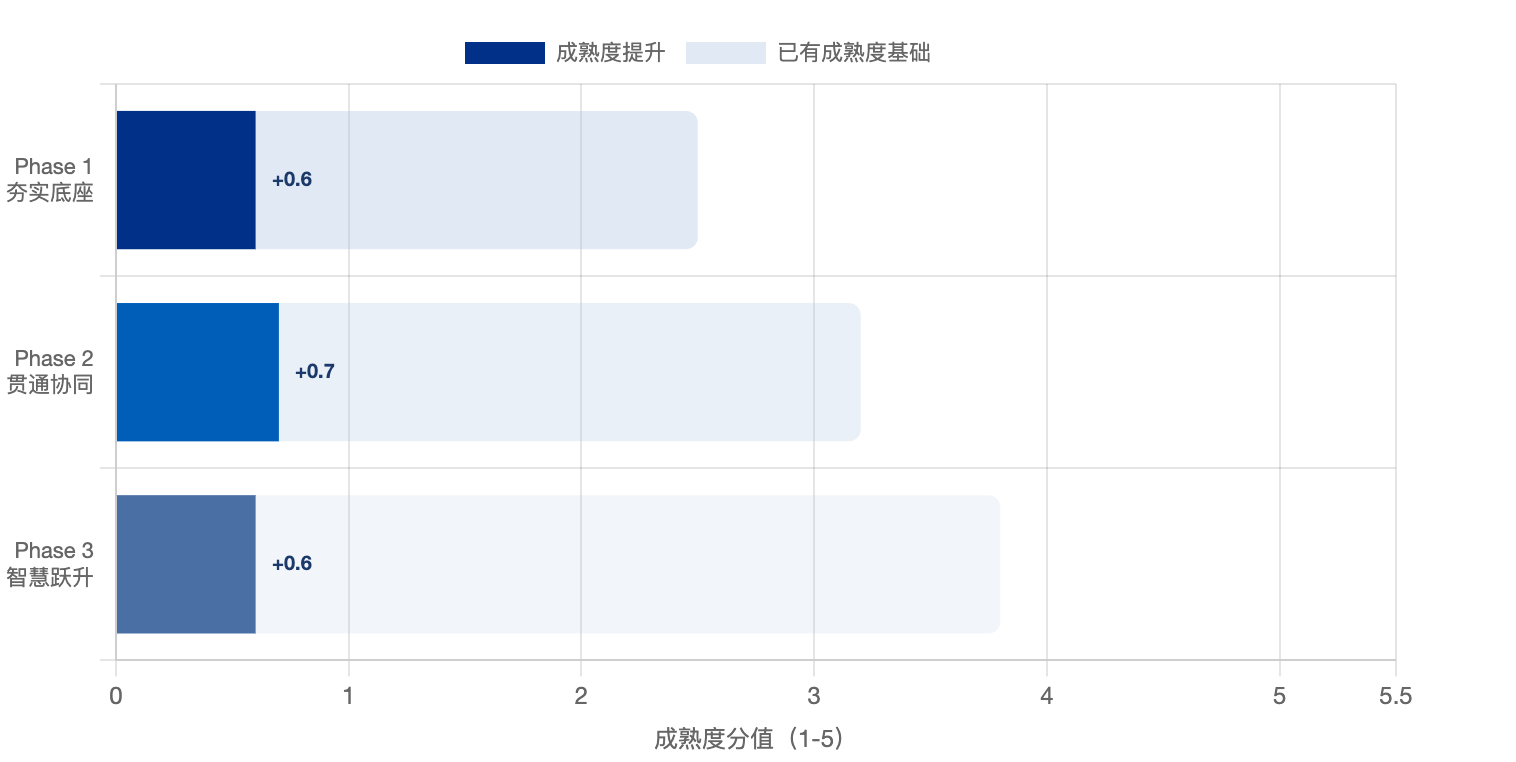 成熟度提升 已有成熟度基础
Phase 1
夯实底座
+0.6
Phase 2
贯通协同
+0.7
Phase 3
智慧跃升
+0.6
0 1 2 3 4 5 5.5
成熟度分值（1-5）